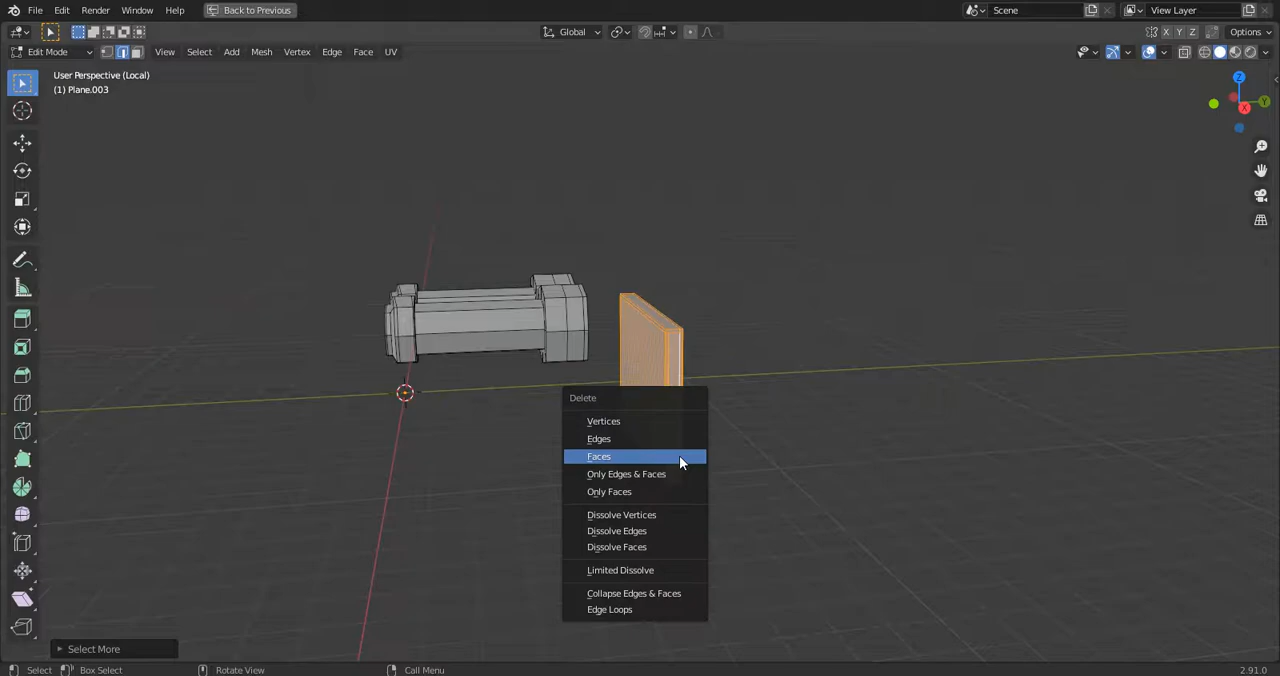 File Edit Render Window Help Back to Previous Scene View Layer
Global Options
X Y Z
Edit Mode View Select Add Mesh Vertex Edge Face UV
User Perspective (Local)
(1) Plane.003
Z
Y
X
Delete
Vertices
Edges
Faces
Only Edges & Faces
Only Faces
Dissolve Vertices
Dissolve Edges
Dissolve Faces
Limited Dissolve
Collapse Edges & Faces
Edge Loops
Select More
Select Box Select Rotate View Call Menu 2.91.0